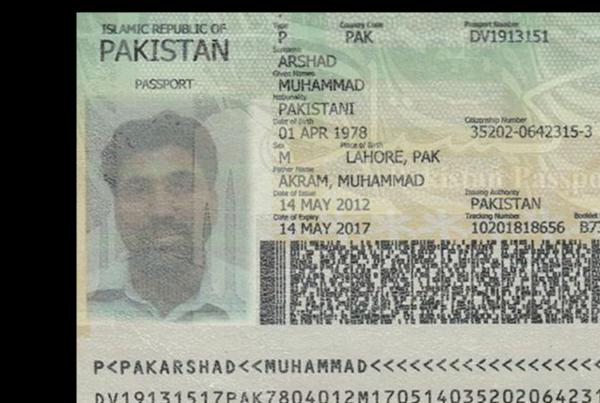 ISLAMIC REPUBLIC OF
PAKISTAN
PASSPORT
Type Country Code Passport Number
P PAK DV1913151
Surname
ARSHAD
Given Names
MUHAMMAD
Nationality
PAKISTANI
Date of Birth Citizenship Number
01 APR 1978 35202-0642315-3
Sex Place of Birth
M LAHORE, PAK
Father Name
AKRAM, MUHAMMAD
Date of Issue Issuing Authority
14 MAY 2012 PAKISTAN
Date of Expiry Tracking Number Booklet
14 MAY 2017 10201818656 B7
P<PAKARSHAD<<MUHAMMAD<<<<<<<<<<<<<<<<<
DV19131517PAK7804012M170514035202064231